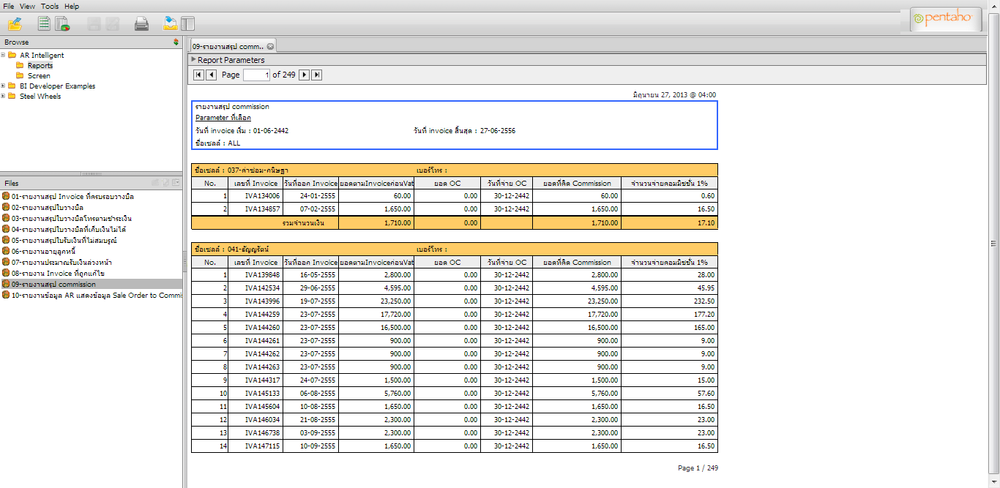 File View Tools Help
pentaho
Browse
AR Intelligent
Reports
Screen
BI Developer Examples
Steel Wheels
Files
01-รายงานสรุป Invoice ที่ครบรอบวางบิล
02-รายงานสรุปใบวางบิล
03-รายงานสรุปใบวางบิลโทรตามชำระเงิน
04-รายงานสรุปใบวางบิลที่เก็บเงินไม่ได้
05-รายงานสรุปใบรับเงินที่ไม่สมบรูณ์
06-รายงานอายุลูกหนี้
07-รายงานประมาณรับเงินล่วงหน้า
08-รายงาน Invoice ที่ถูกแก้ไข
09-รายงานสรุป commission
10-รายงานข้อมูล AR แสดงข้อมูล Sale Order to Commis
09-รายงานสรุป comm..
Report Parameters
Page 1 of 249
มิถุนายน 27, 2013 @ 04:00
รายงานสรุป commission
Parameter ที่เลือก
วันที่ invoice เริ่ม : 01-06-2442 วันที่ invoice สิ้นสุด : 27-06-2556
ชื่อเซลล์ : ALL
ชื่อเซลล์ : 037-ค่าซ่อม-คนิษฐา เบอร์โทร :
No. เลขที่ Invoice วันที่ออก Invoice ยอดตามInvoiceก่อนVat ยอด OC วันที่จ่าย OC ยอดที่คิด Commission จำนวนจ่ายคอมมิชชั่น 1%
1 IVA134006 24-01-2555 60.00 0.00 30-12-2442 60.00 0.60
2 IVA134857 07-02-2555 1,650.00 0.00 30-12-2442 1,650.00 16.50
รวมจำนวนเงิน 1,710.00 0.00 1,710.00 17.10
ชื่อเซลล์ : 041-ธัญญรัตน์ เบอร์โทร :
No. เลขที่ Invoice วันที่ออก Invoice ยอดตามInvoiceก่อนVat ยอด OC วันที่จ่าย OC ยอดที่คิด Commission จำนวนจ่ายคอมมิชชั่น 1%
1 IVA139848 16-05-2555 2,800.00 0.00 30-12-2442 2,800.00 28.00
2 IVA142534 29-06-2555 4,595.00 0.00 30-12-2442 4,595.00 45.95
3 IVA143996 19-07-2555 23,250.00 0.00 30-12-2442 23,250.00 232.50
4 IVA144259 23-07-2555 17,720.00 0.00 30-12-2442 17,720.00 177.20
5 IVA144260 23-07-2555 16,500.00 0.00 30-12-2442 16,500.00 165.00
6 IVA144261 23-07-2555 900.00 0.00 30-12-2442 900.00 9.00
7 IVA144262 23-07-2555 900.00 0.00 30-12-2442 900.00 9.00
8 IVA144263 23-07-2555 900.00 0.00 30-12-2442 900.00 9.00
9 IVA144317 24-07-2555 1,500.00 0.00 30-12-2442 1,500.00 15.00
10 IVA145133 06-08-2555 5,760.00 0.00 30-12-2442 5,760.00 57.60
11 IVA145604 10-08-2555 1,650.00 0.00 30-12-2442 1,650.00 16.50
12 IVA146034 21-08-2555 2,300.00 0.00 30-12-2442 2,300.00 23.00
13 IVA146738 03-09-2555 2,300.00 0.00 30-12-2442 2,300.00 23.00
14 IVA147115 10-09-2555 1,650.00 0.00 30-12-2442 1,650.00 16.50
Page 1 / 249